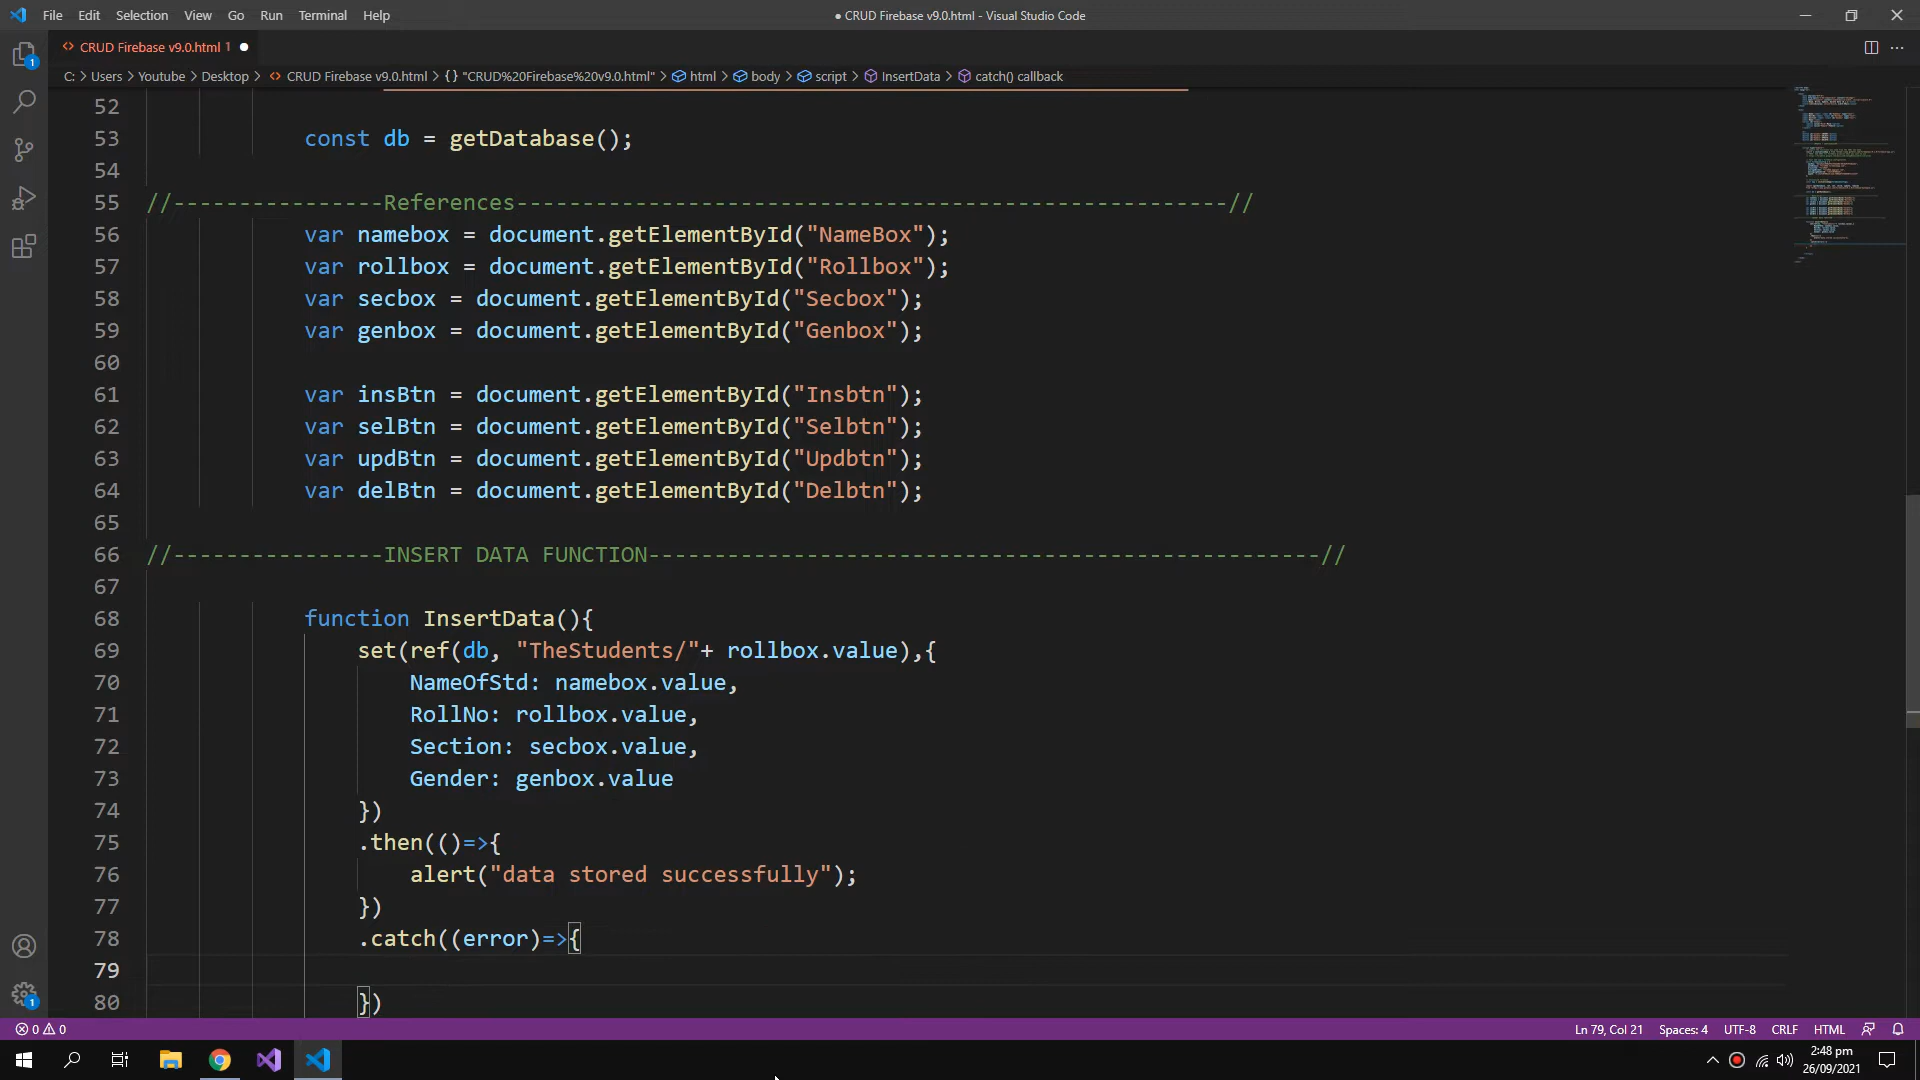 File Edit Selection View Go Run Terminal Help
● CRUD Firebase v9.0.html - Visual Studio Code
CRUD Firebase v9.0.html 1
C: > Users > Youtube > Desktop > CRUD Firebase v9.0.html > {} "CRUD%20Firebase%20v9.0.html" > html > body > script > InsertData > catch() callback
52
53 const db = getDatabase();
54
55 //----------------References------------------------------------------------------//
56 var namebox = document.getElementById("NameBox");
57 var rollbox = document.getElementById("Rollbox");
58 var secbox = document.getElementById("Secbox");
59 var genbox = document.getElementById("Genbox");
60
61 var insBtn = document.getElementById("Insbtn");
62 var selBtn = document.getElementById("Selbtn");
63 var updBtn = document.getElementById("Updbtn");
64 var delBtn = document.getElementById("Delbtn");
65
66 //----------------INSERT DATA FUNCTION---------------------------------------------------//
67
68 function InsertData(){
69 set(ref(db, "TheStudents/"+ rollbox.value),{
70 NameOfStd: namebox.value,
71 RollNo: rollbox.value,
72 Section: secbox.value,
73 Gender: genbox.value
74 })
75 .then(()=>{
76 alert("data stored successfully");
77 })
78 .catch((error)=>{
79
80 })
0 0
Ln 79, Col 21 Spaces: 4 UTF-8 CRLF HTML
2:48 pm
26/09/2021